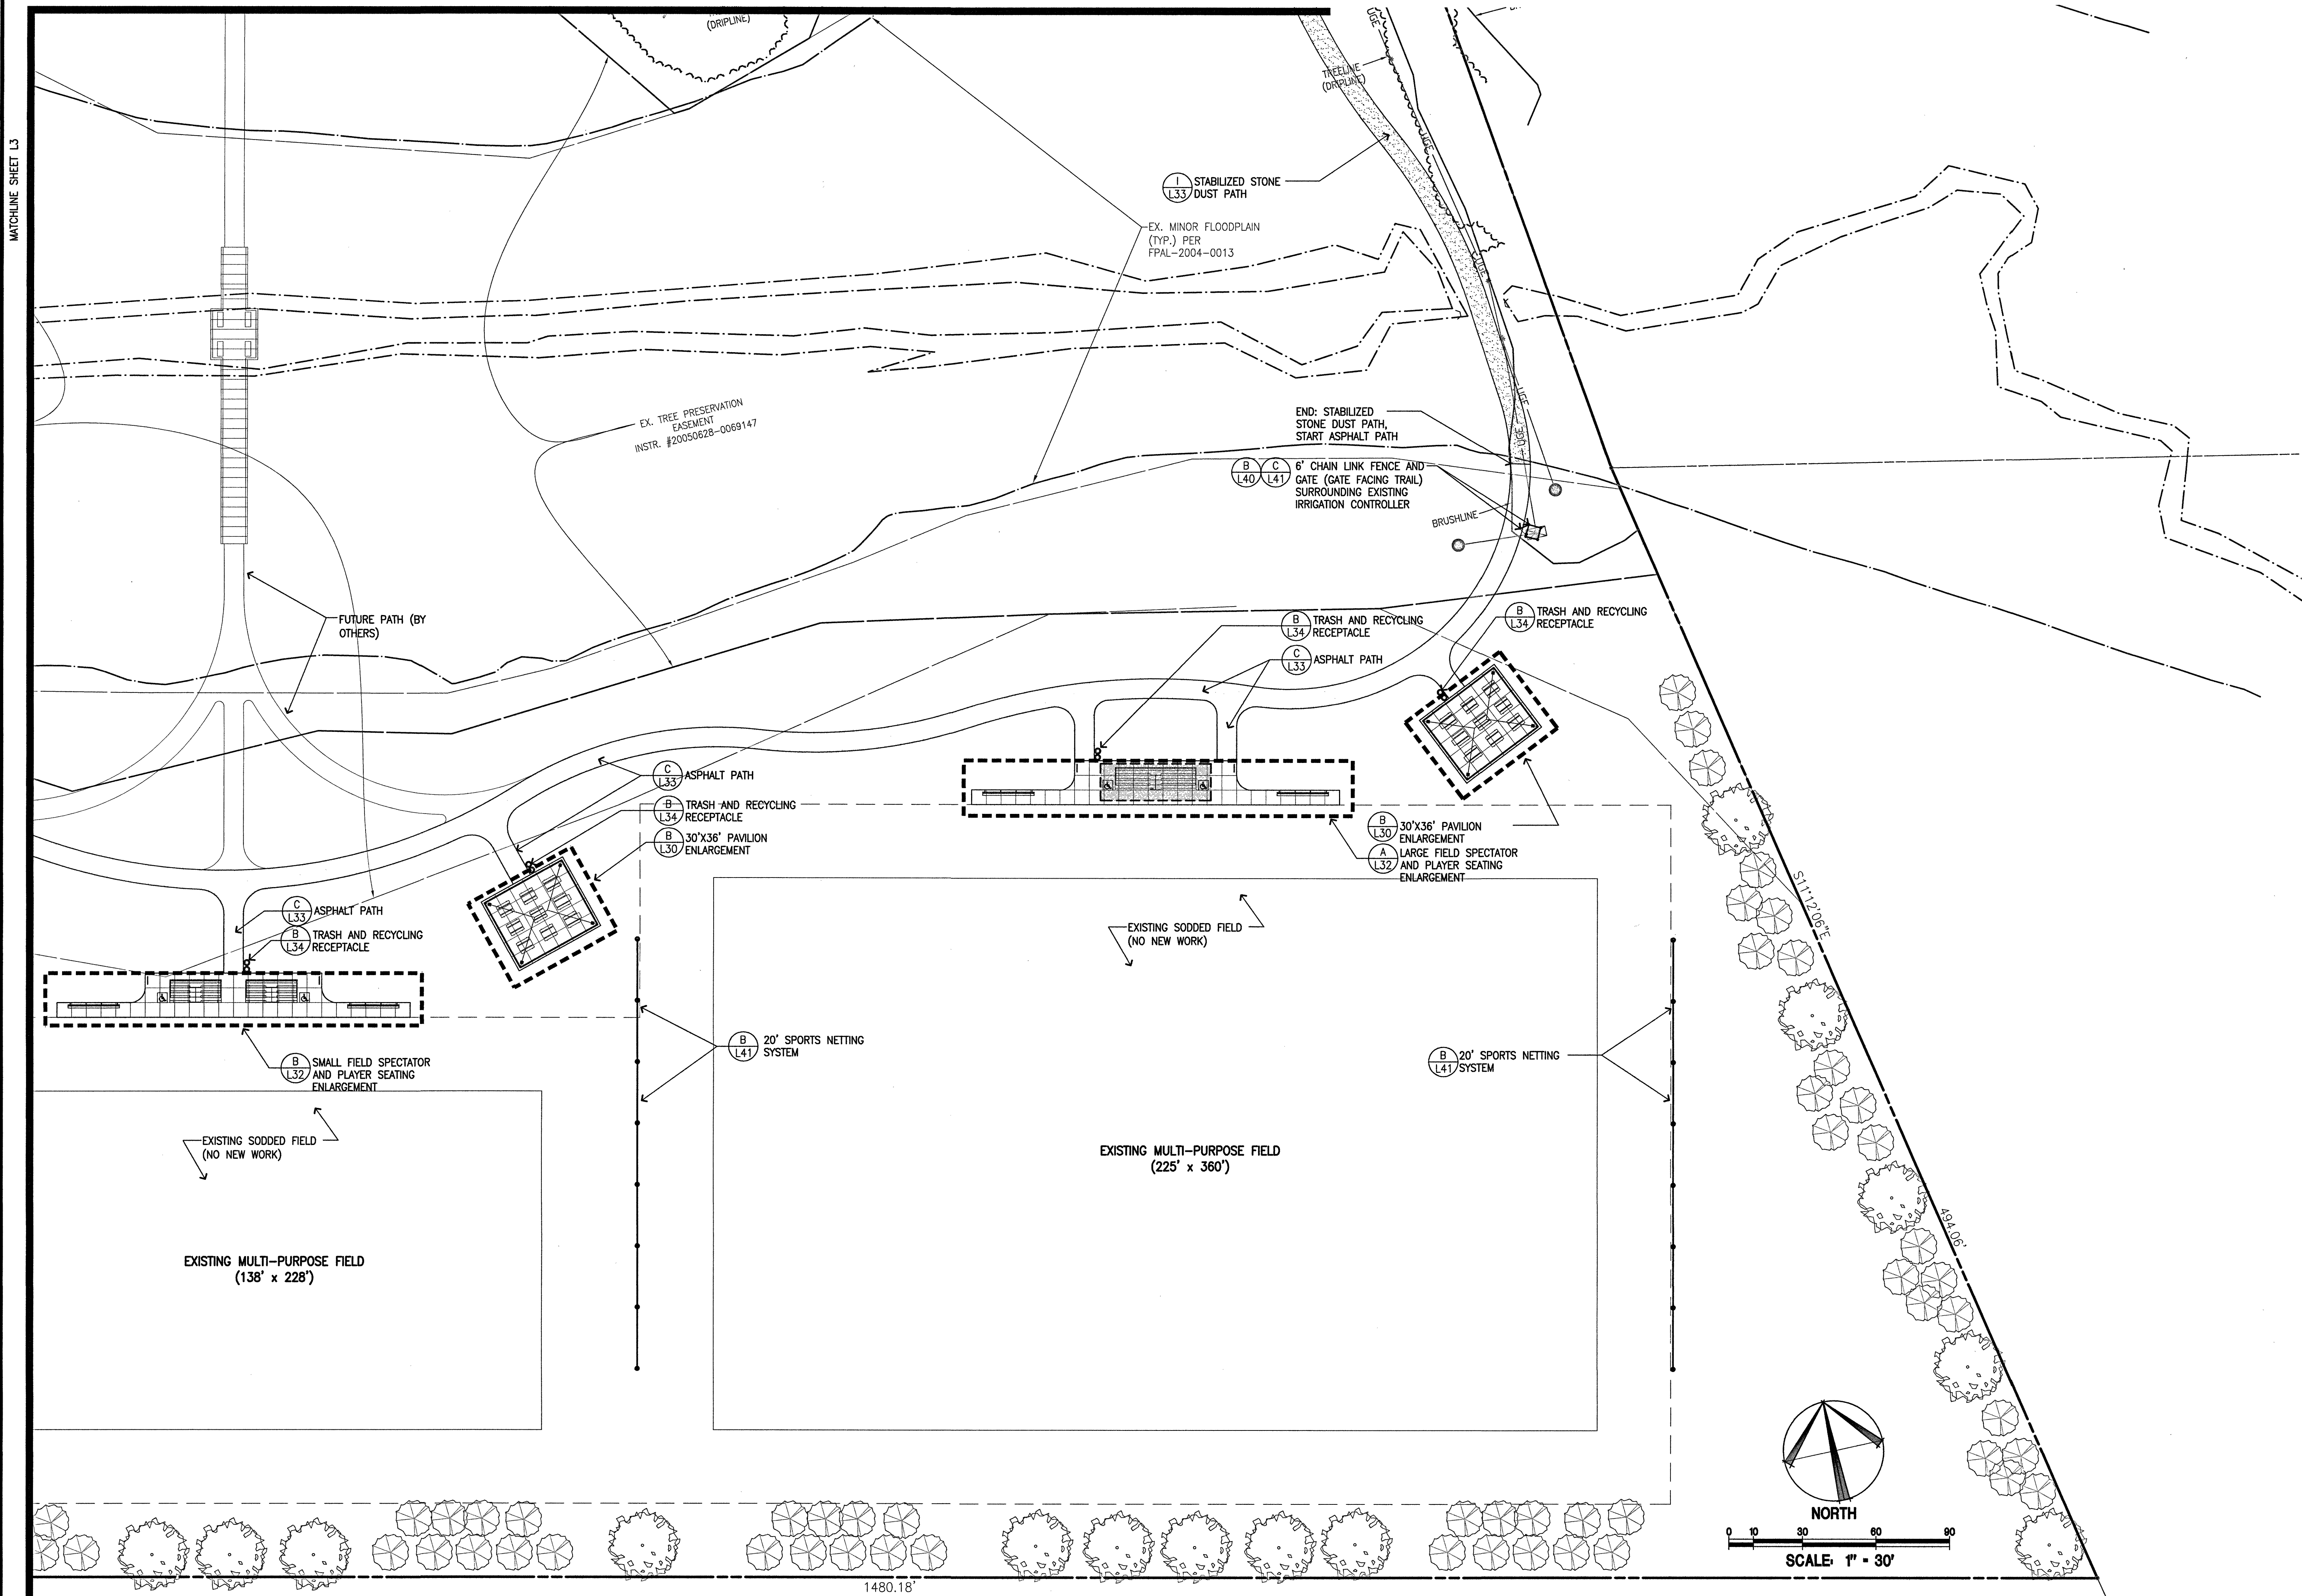 MATCHLINE SHEET L3
(DRIPLINE)
UGE
TREELINE
(DRIPLINE)
UGE
I
L33
STABILIZED STONE
DUST PATH
EX. MINOR FLOODPLAIN
(TYP.) PER
FPAL-2004-0013
UGE
UGE
EX. TREE PRESERVATION
EASEMENT
INSTR. #20050628-0069147
END: STABILIZED
STONE DUST PATH,
START ASPHALT PATH
UGE
B
L40
C
L41
6' CHAIN LINK FENCE AND
GATE (GATE FACING TRAIL)
SURROUNDING EXISTING
IRRIGATION CONTROLLER
BRUSHLINE
FUTURE PATH (BY
OTHERS)
B
L34
TRASH AND RECYCLING
RECEPTACLE
B
L34
TRASH AND RECYCLING
RECEPTACLE
C
L33
ASPHALT PATH
C
L33
ASPHALT PATH
B
L34
TRASH AND RECYCLING
RECEPTACLE
B
L30
30'X36' PAVILION
ENLARGEMENT
B
L30
30'X36' PAVILION
ENLARGEMENT
A
L32
LARGE FIELD SPECTATOR
AND PLAYER SEATING
ENLARGEMENT
C
L33
ASPHALT PATH
B
L34
TRASH AND RECYCLING
RECEPTACLE
EXISTING SODDED FIELD
(NO NEW WORK)
S11°12'06"E
B
L41
20' SPORTS NETTING
SYSTEM
B
L41
20' SPORTS NETTING
SYSTEM
B
L32
SMALL FIELD SPECTATOR
AND PLAYER SEATING
ENLARGEMENT
EXISTING SODDED FIELD
(NO NEW WORK)
EXISTING MULTI-PURPOSE FIELD
(225' x 360')
494.06'
EXISTING MULTI-PURPOSE FIELD
(138' x 228')
NORTH
0 10 30 60 90
SCALE: 1" = 30'
1480.18'